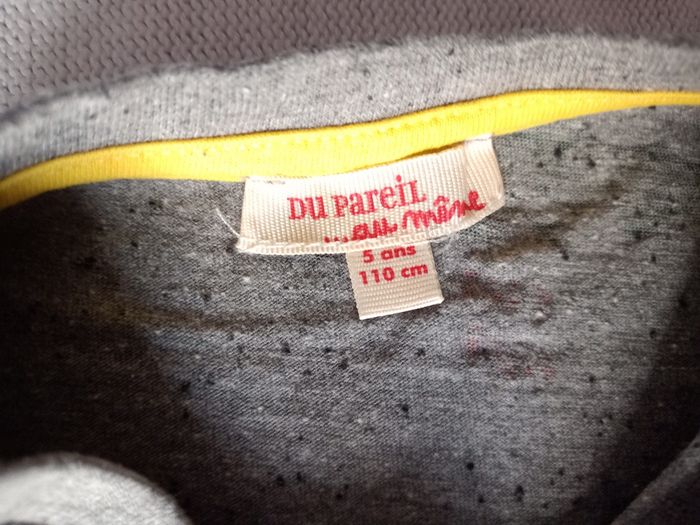 DU PareiL
...au même
5 ans
110 cm